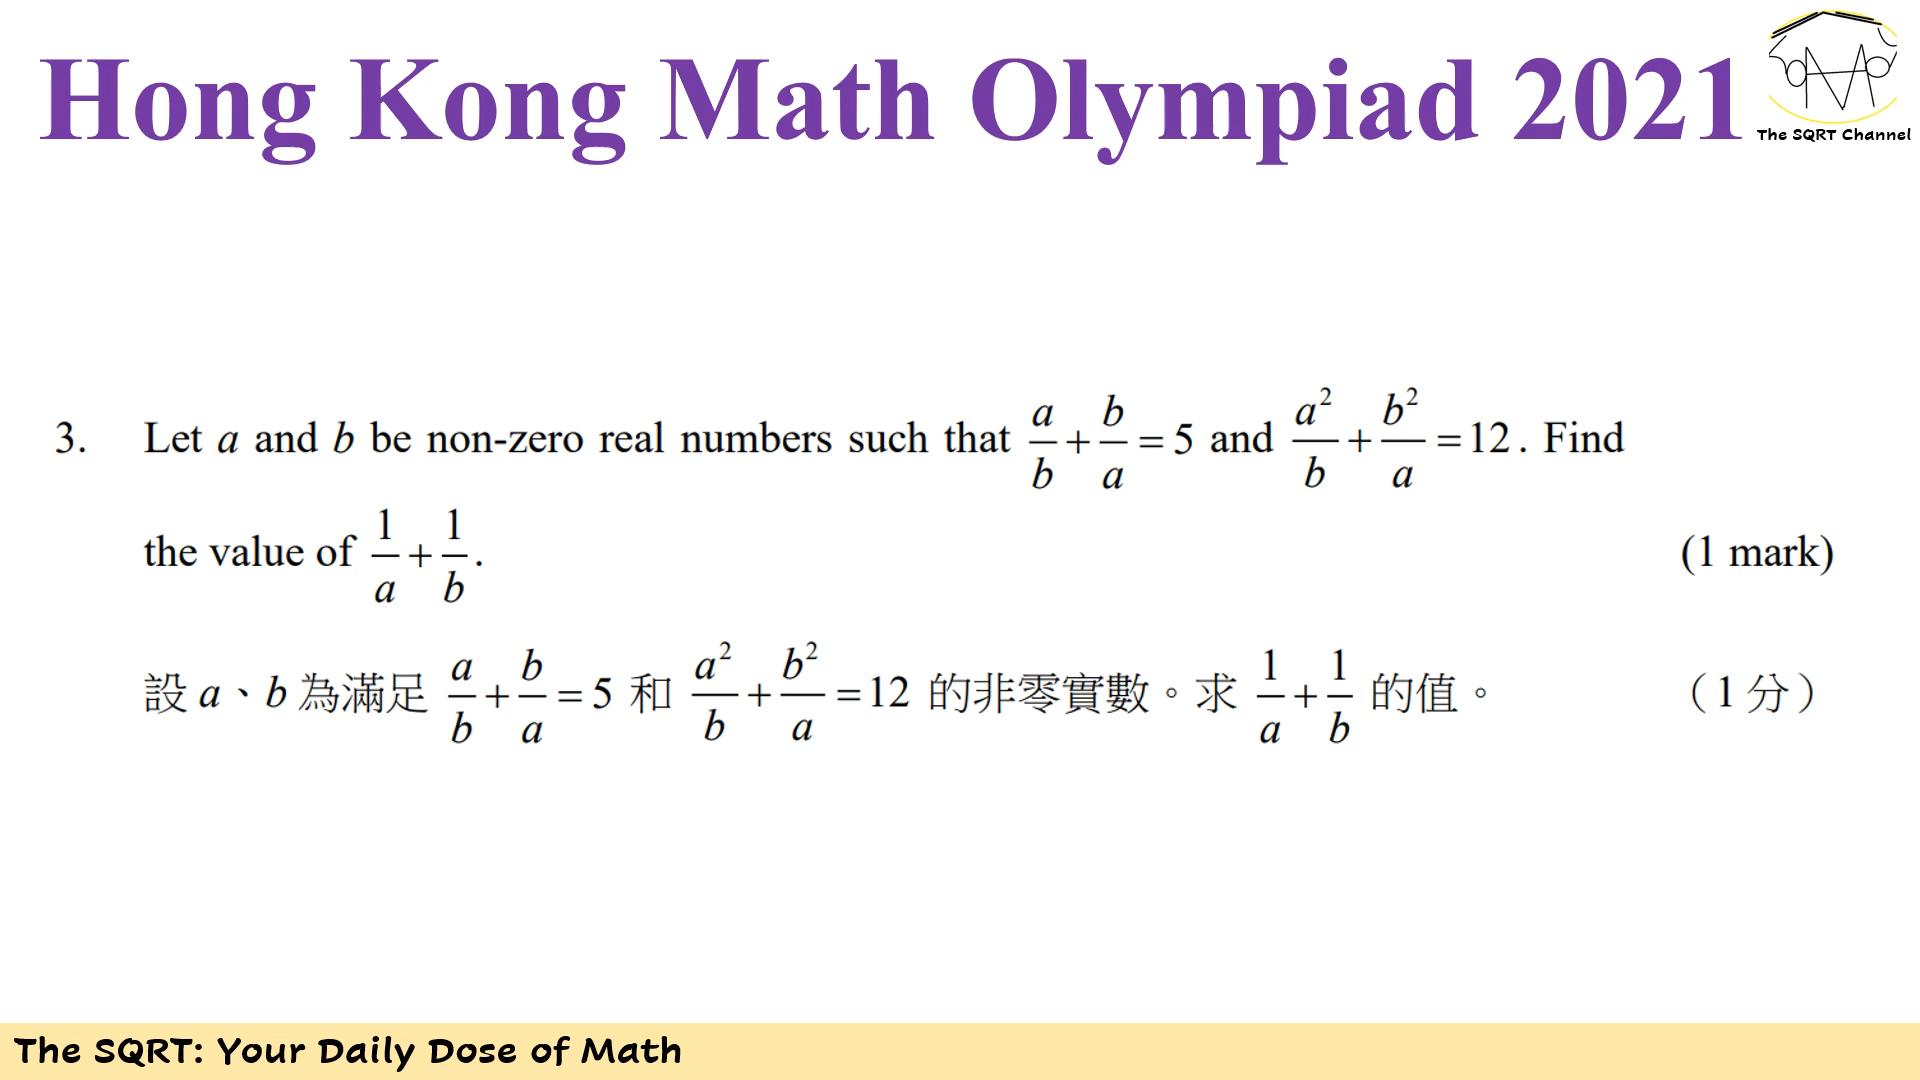 Hong Kong Math Olympiad 2021
The SQRT Channel
3. Let a and b be non-zero real numbers such that a/b + b/a = 5 and a²/b + b²/a = 12. Find
the value of 1/a + 1/b. (1 mark)
設 a、b 為滿足 a/b + b/a = 5 和 a²/b + b²/a = 12 的非零實數。求 1/a + 1/b 的值。 （1 分）
The SQRT: Your Daily Dose of Math